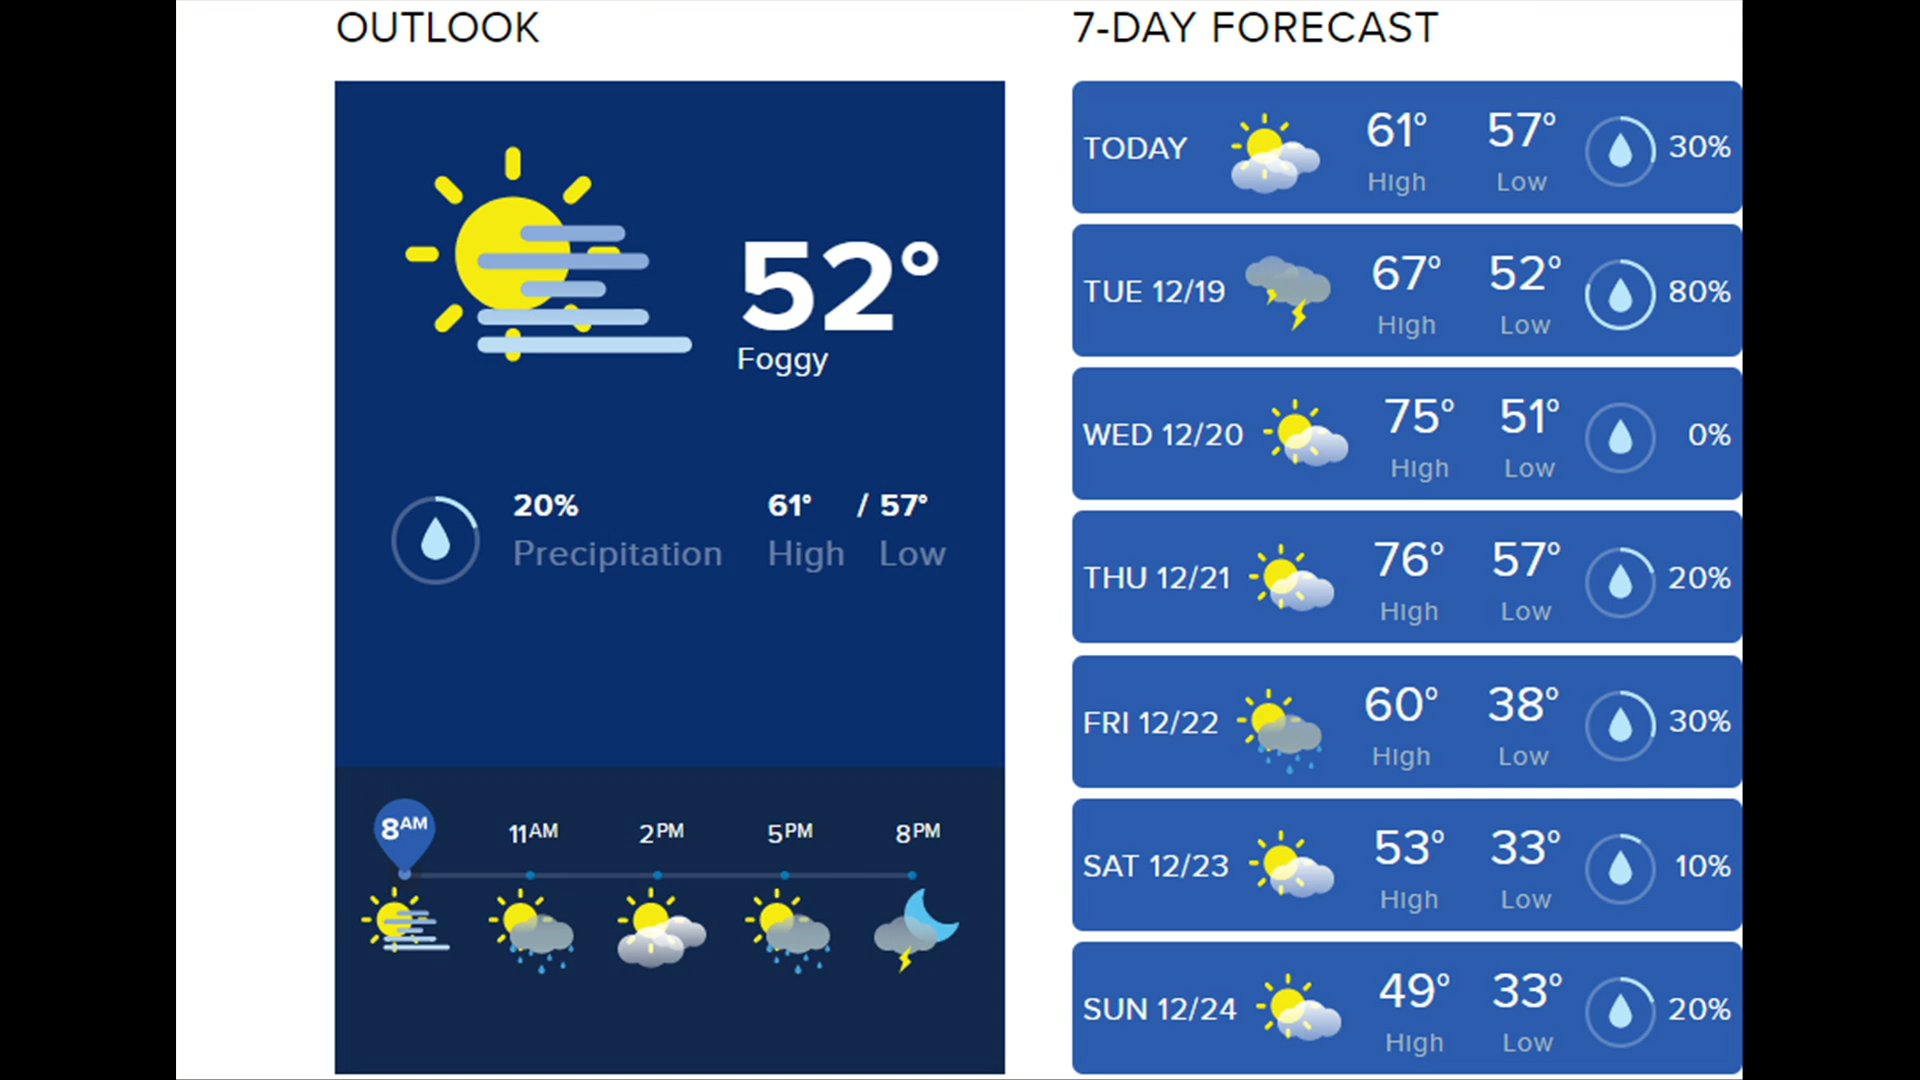 OUTLOOK
52°
Foggy
20%
Precipitation
61° / 57°
High Low
8AM 11AM 2PM 5PM 8PM
7-DAY FORECAST
TODAY 61° 57° 30%
High Low
TUE 12/19 67° 52° 80%
High Low
WED 12/20 75° 51° 0%
High Low
THU 12/21 76° 57° 20%
High Low
FRI 12/22 60° 38° 30%
High Low
SAT 12/23 53° 33° 10%
High Low
SUN 12/24 49° 33° 20%
High Low